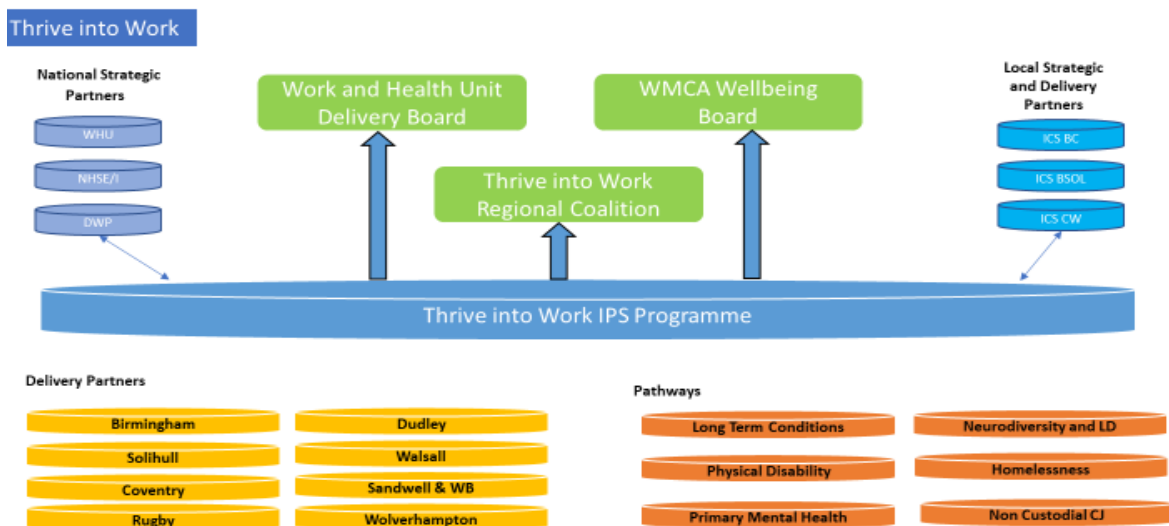 Thrive into Work
National Strategic
Partners
WHU
NHSE/I
DWP
Work and Health Unit
Delivery Board
WMCA Wellbeing
Board
Thrive into Work
Regional Coalition
Local Strategic
and Delivery
Partners
ICS BC
ICS BSOL
ICS CW
Thrive into Work IPS Programme
Delivery Partners
Birmingham
Solihull
Coventry
Rugby
Dudley
Walsall
Sandwell & WB
Wolverhampton
Pathways
Long Term Conditions
Physical Disability
Primary Mental Health
Neurodiversity and LD
Homelessness
Non Custodial CJ